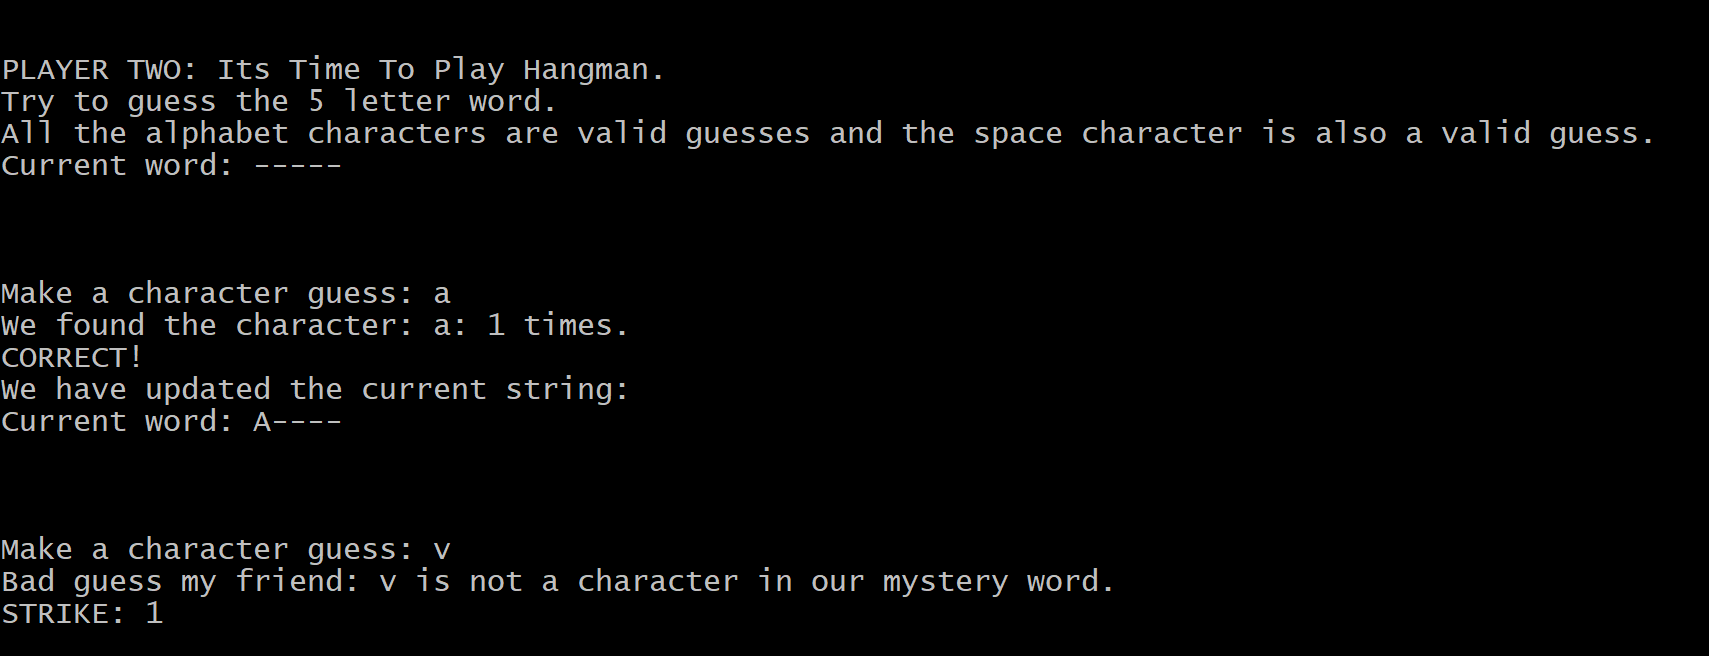 PLAYER TWO: Its Time To Play Hangman.
Try to guess the 5 letter word.
All the alphabet characters are valid guesses and the space character is also a valid guess.
Current word: -----
Make a character guess: a
We found the character: a: 1 times.
CORRECT!
We have updated the current string:
Current word: A----
Make a character guess: v
Bad guess my friend: v is not a character in our mystery word.
STRIKE: 1